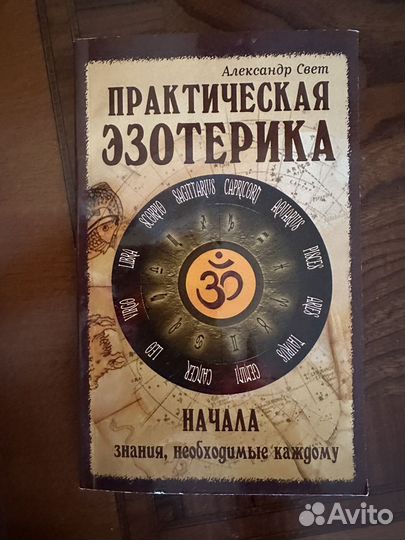 Александр Свет
ПРАКТИЧЕСКАЯ
ЭЗОТЕРИКА
SAGITTARIUS
CAPRICORN
AQUARIUS
PISCES
ARIES
TAURUS
GEMINI
CANCER
LEO
VIRGO
LIBRA
SCORPIO
ॐ
НАЧАЛА
знания, необходимые каждому
Avito